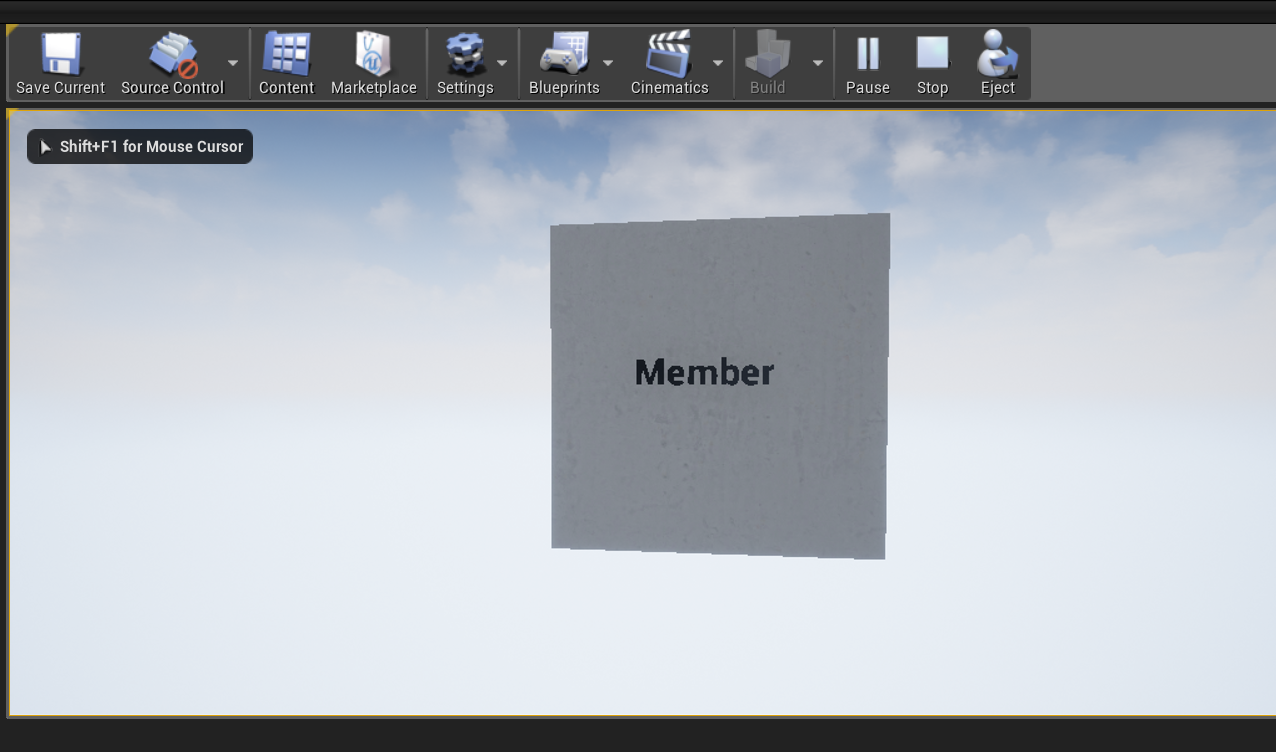 Save Current
Source Control
Content
Marketplace
Settings
Blueprints
Cinematics
Build
Pause
Stop
Eject
Shift+F1 for Mouse Cursor
Member